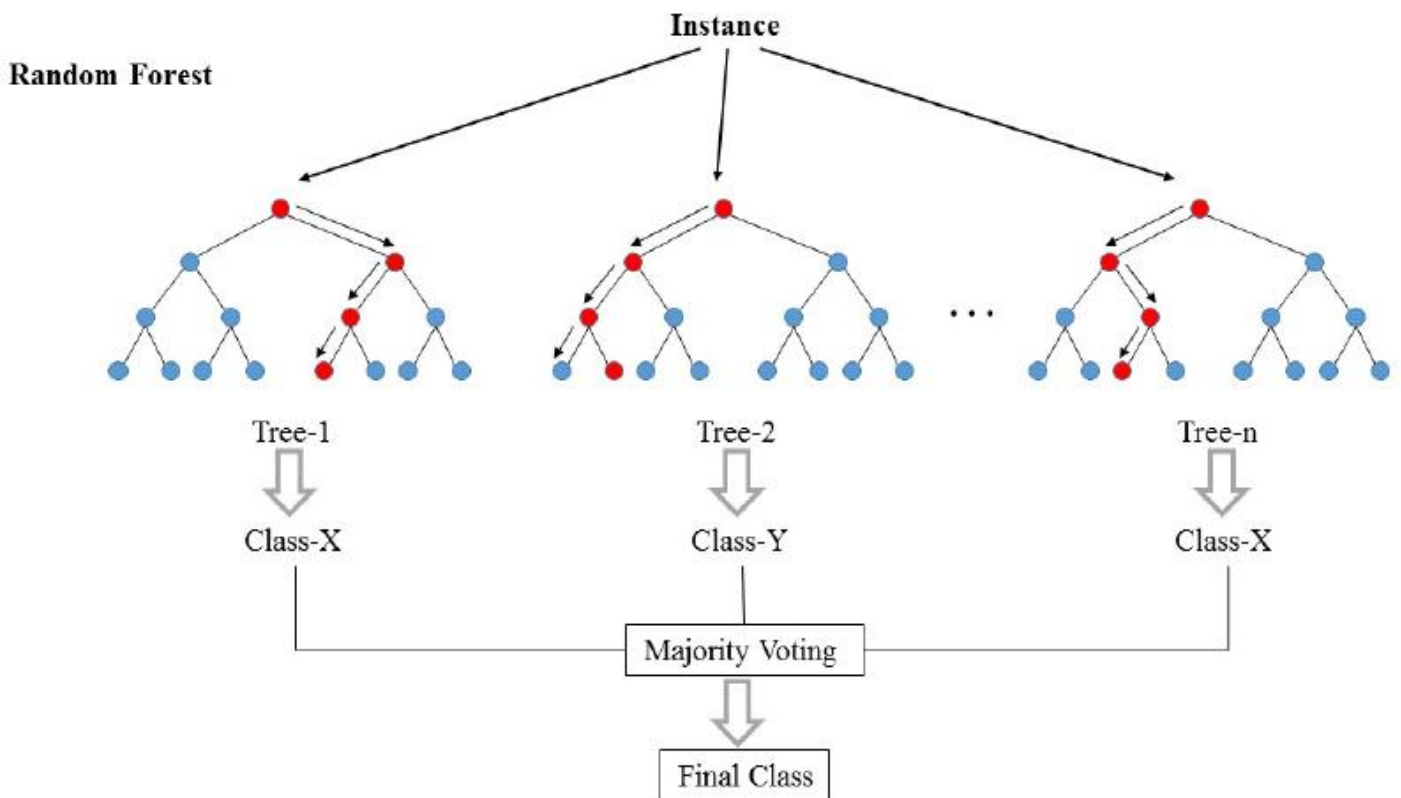 Instance
Random Forest
. . .
Tree-1 Tree-2 Tree-n
Class-X Class-Y Class-X
Majority Voting
Final Class